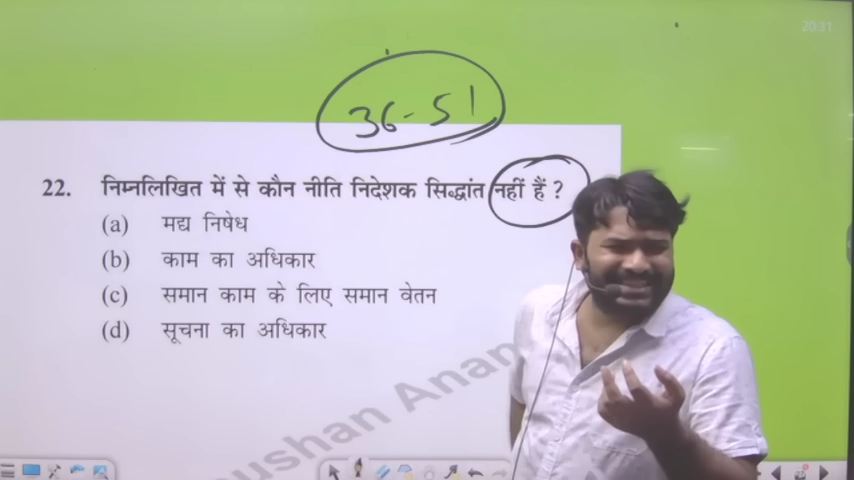 20:31
36-51
22. निम्नलिखित में से कौन नीति निदेशक सिद्धांत नहीं हैं ?
(a) मद्य निषेध
(b) काम का अधिकार
(c) समान काम के लिए समान वेतन
(d) सूचना का अधिकार
ushan Anan